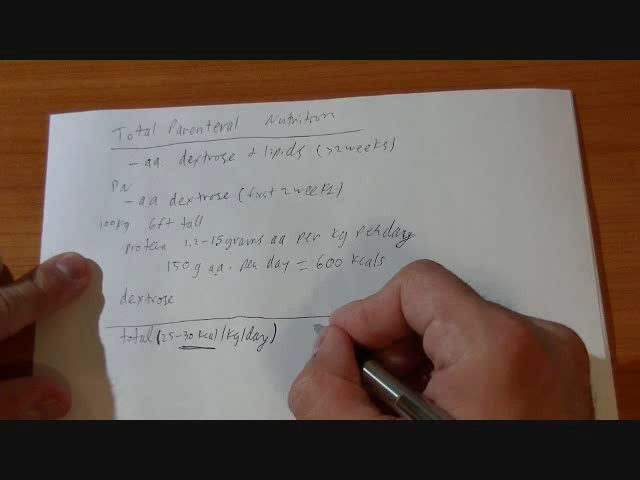 Total Parenteral Nutrition
- aa dextrose + lipids (>2weeks)
PN
- aa dextrose (first 2 weeks)
100kg 6ft tall
protein 1.2-1.5 grams aa per kg per day
150g aa. per day = 600 kcals
dextrose
total (25-30 kcal/kg/day)